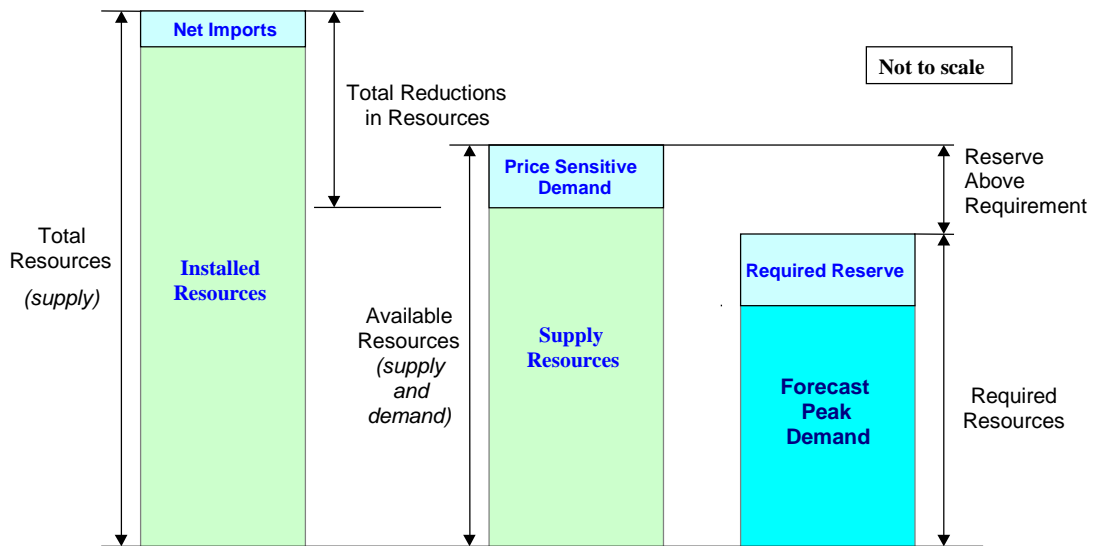 Net Imports
Not to scale
Total Reductions
in Resources
Price Sensitive
Demand
Reserve
Above
Requirement
Total
Resources
(supply)
Installed
Resources
Required Reserve
Available
Resources
(supply
and
demand)
Supply
Resources
Forecast
Peak
Demand
Required
Resources